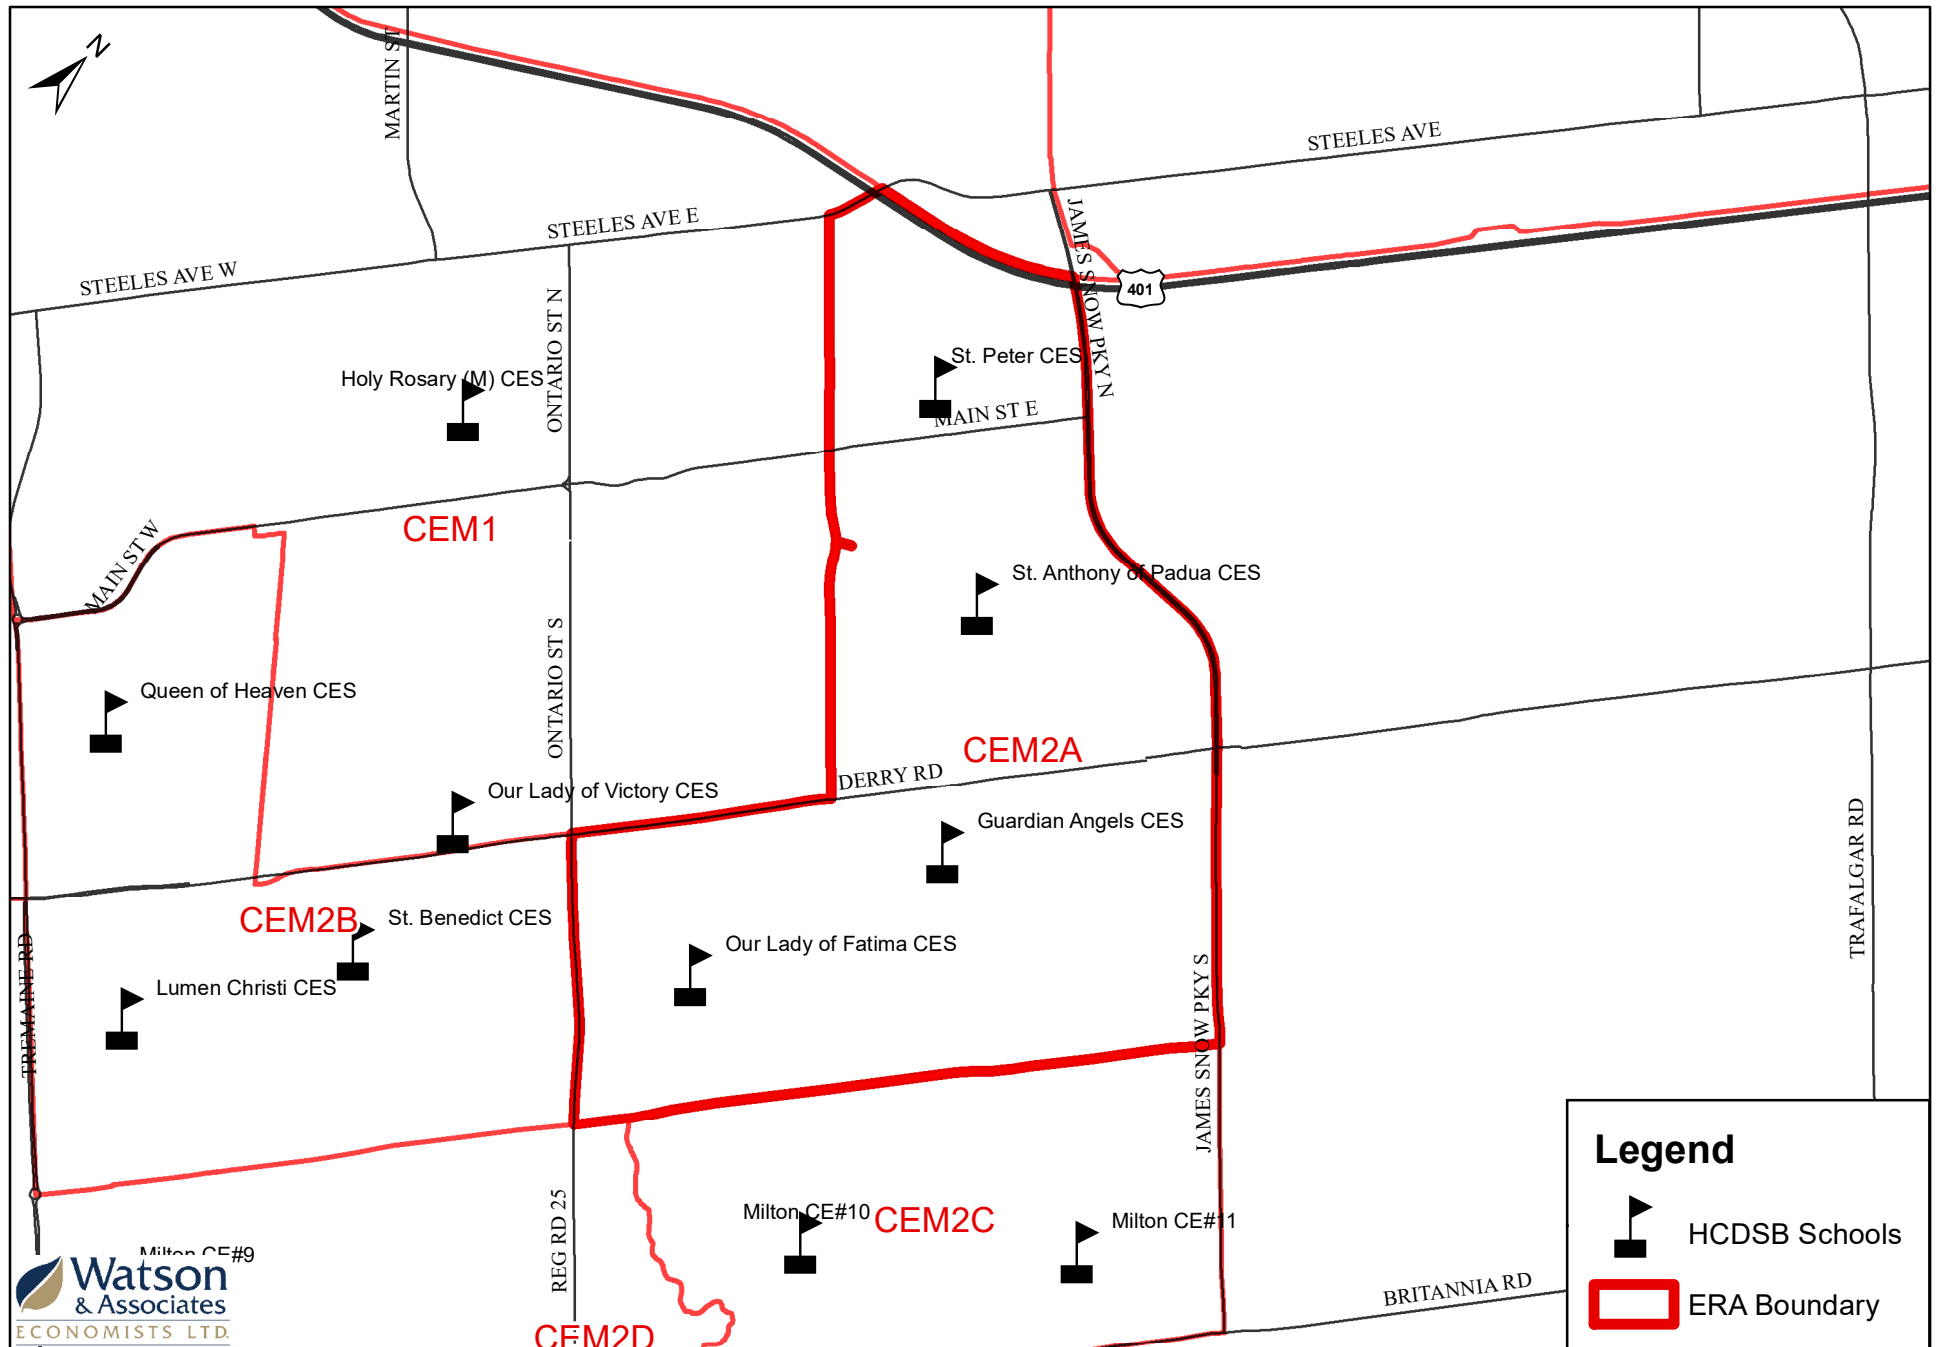 N
MARTIN ST
STEELES AVE
STEELES AVE E
STEELES AVE W
JAMES SNOW PKY N
401
ONTARIO ST N
St. Peter CES
Holy Rosary (M) CES
MAIN ST E
CEM1
MAIN ST W
St. Anthony of Padua CES
ONTARIO ST S
Queen of Heaven CES
CEM2A
DERRY RD
Our Lady of Victory CES
Guardian Angels CES
TRAFALGAR RD
CEM2B
St. Benedict CES
Our Lady of Fatima CES
TREMAINE RD
Lumen Christi CES
JAMES SNOW PKY S
Milton CE#10
CEM2C
Milton CE#11
REG RD 25
Milton CE#9
BRITANNIA RD
CEM2D
Watson
& Associates
ECONOMISTS LTD.
Legend
HCDSB Schools
ERA Boundary